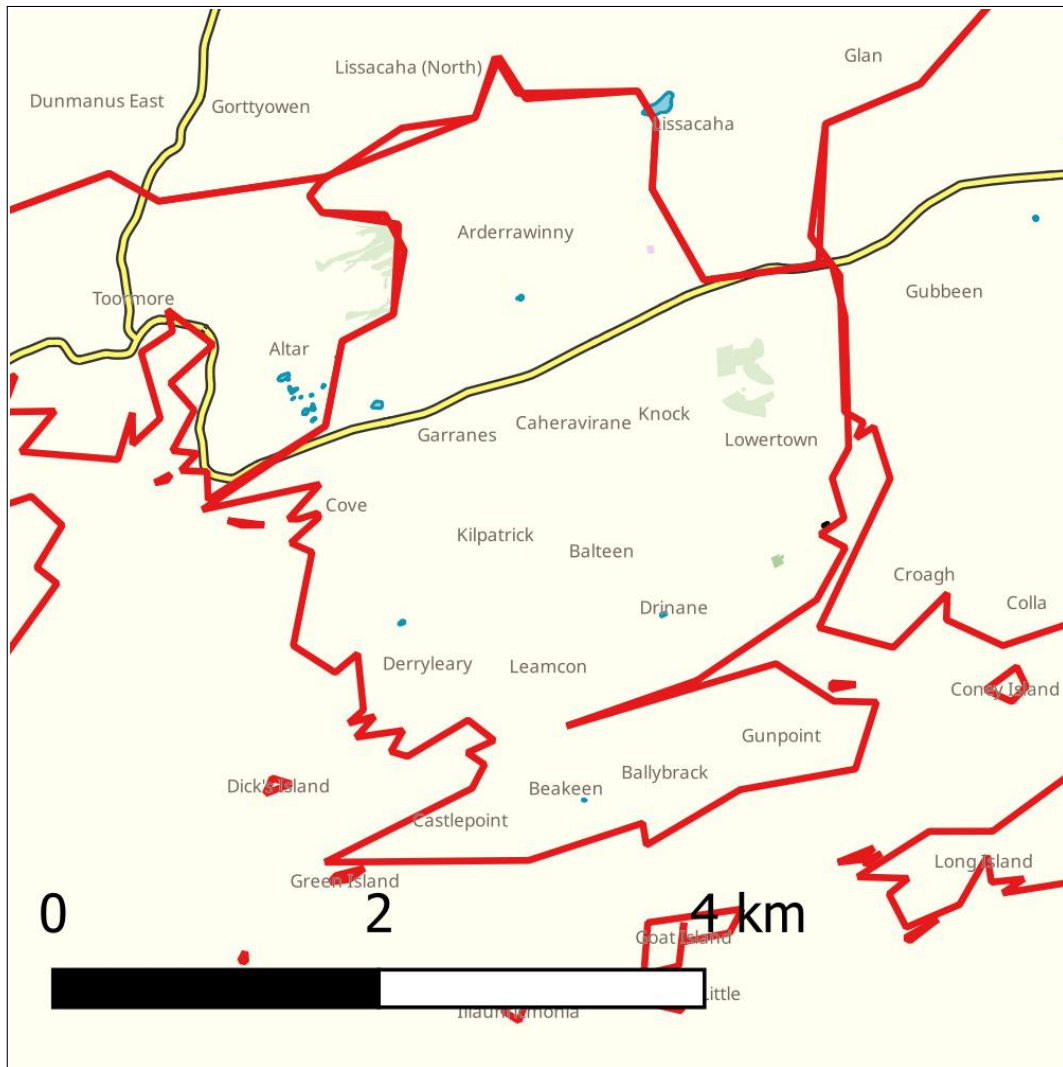 Glan
Lissacaha (North)
Dunmanus East
Gorttyowen
Lissacaha
Arderrawinny
Toormore
Gubbeen
Altar
Knock
Caheravirane
Garranes
Lowertown
Cove
Kilpatrick
Balteen
Croagh
Colla
Drinane
Derryleary
Leamcon
Coney Island
Gunpoint
Ballybrack
Dick's Island
Beakeen
Castlepoint
Long Island
Green Island
0 2 4 km
Goat Island
Little